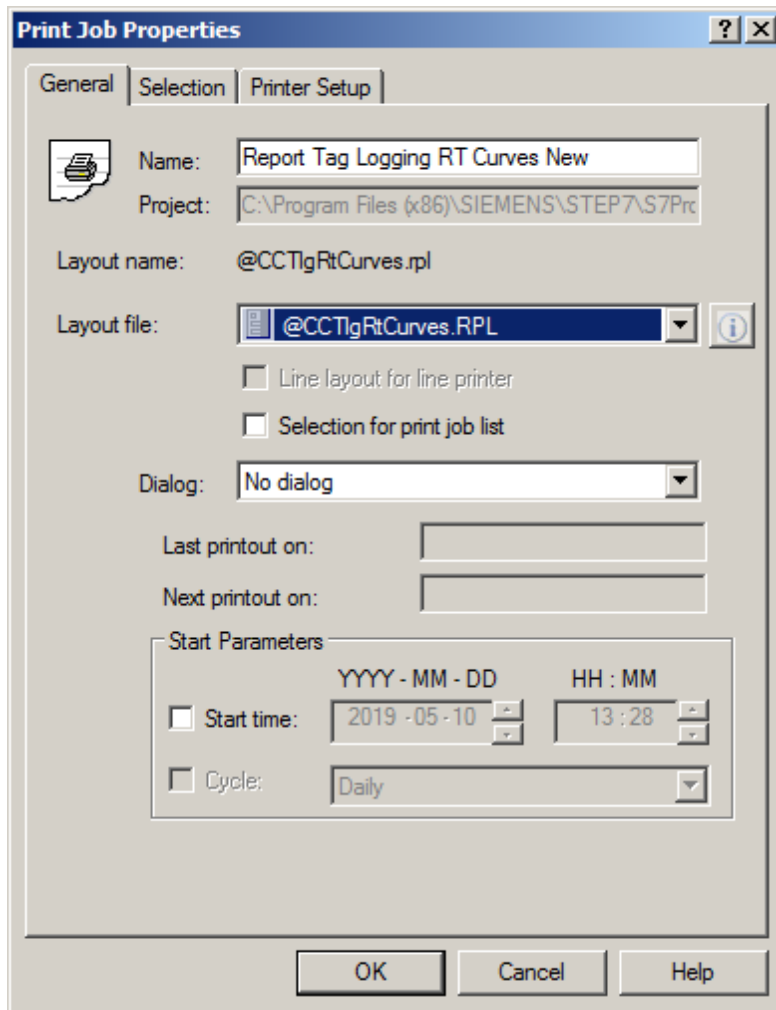 Print Job Properties
General Selection Printer Setup
Name: Report Tag Logging RT Curves New
Project: C:\Program Files (x86)\SIEMENS\STEP7\S7Pro
Layout name: @CCTlgRtCurves.rpl
Layout file: @CCTlgRtCurves.RPL
Line layout for line printer
Selection for print job list
Dialog: No dialog
Last printout on:
Next printout on:
Start Parameters
YYYY - MM - DD HH : MM
Start time: 2019 - 05 - 10 13 : 28
Cycle: Daily
OK Cancel Help